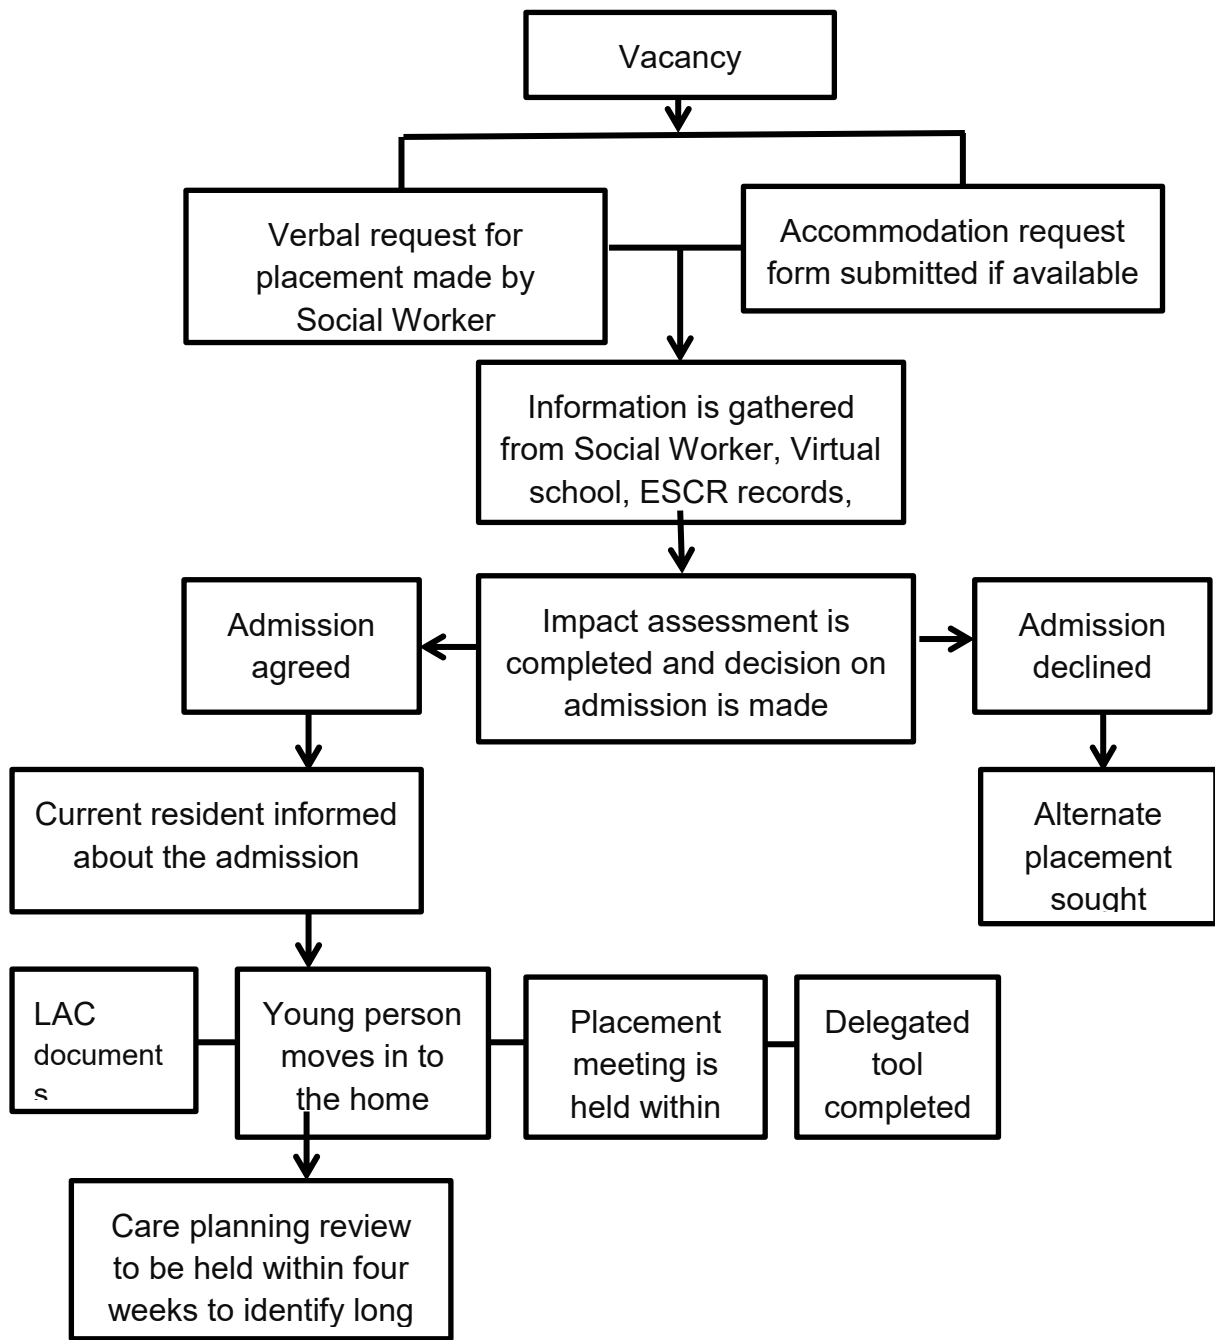 Vacancy
Verbal request for
placement made by
Social Worker
Accommodation request
form submitted if available
Information is gathered
from Social Worker, Virtual
school, ESCR records,
Admission
agreed
Impact assessment is
completed and decision on
admission is made
Admission
declined
Current resident informed
about the admission
Alternate
placement
sought
LAC
document
s
Young person
moves in to
the home
Placement
meeting is
held within
Delegated
tool
completed
Care planning review
to be held within four
weeks to identify long